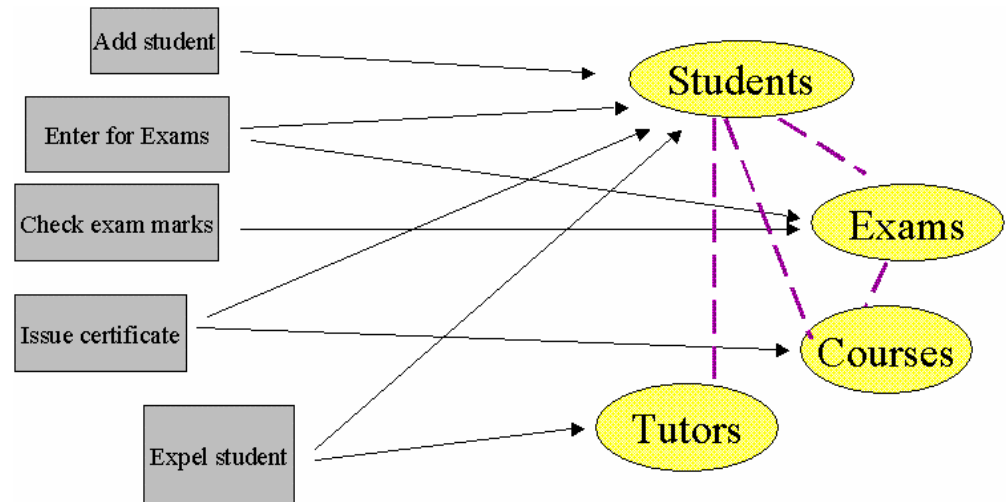 Add student
Students
Enter for Exams
Check exam marks
Exams
Issue certificate
Courses
Tutors
Expel student